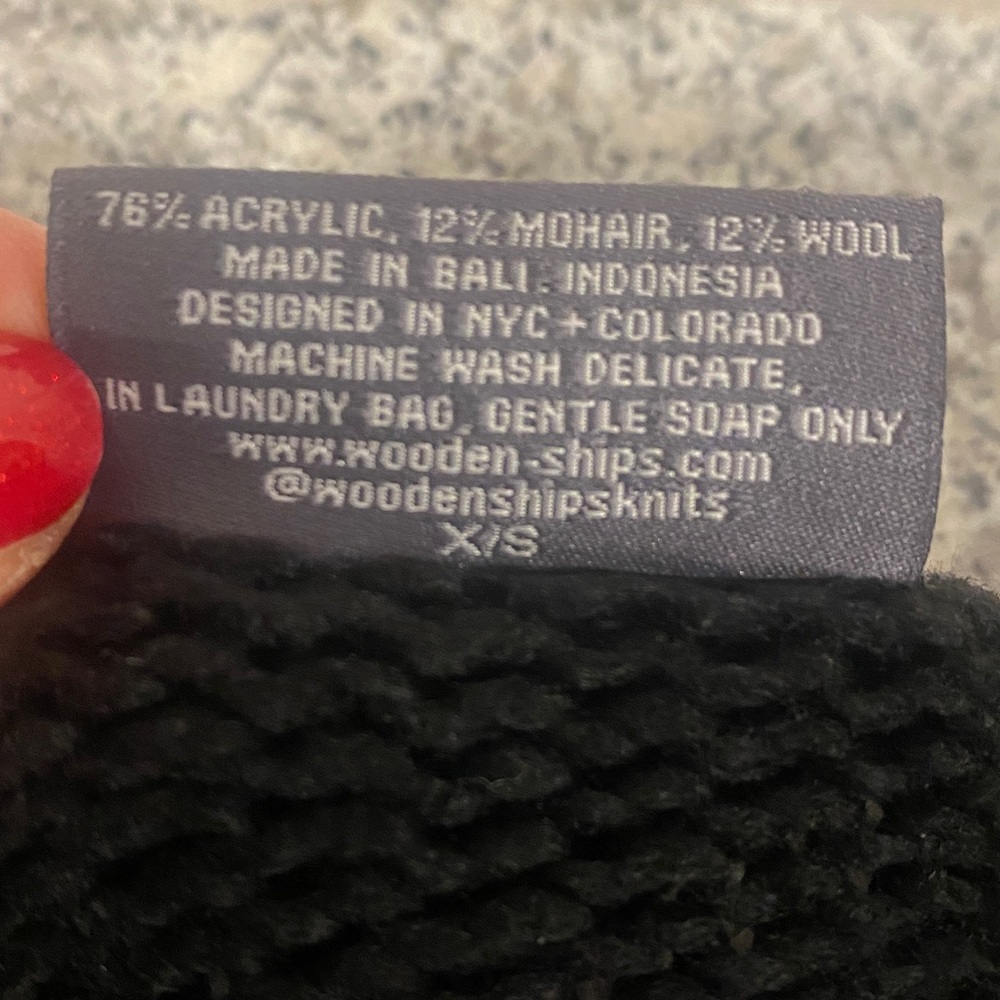 76% ACRYLIC, 12% MOHAIR, 12% WOOL
MADE IN BALI, INDONESIA
DESIGNED IN NYC + COLORADO
MACHINE WASH DELICATE,
IN LAUNDRY BAG, GENTLE SOAP ONLY
www.wooden-ships.com
@woodenshipsknits
X/S